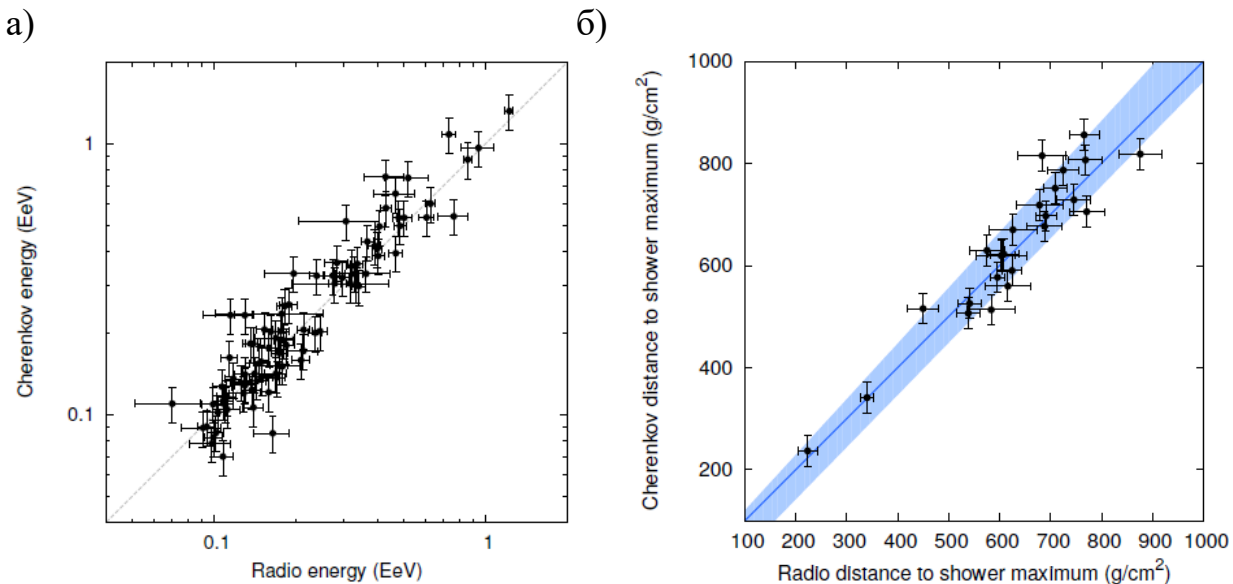 а)
б)
1
0.1
0.1
1
Cherenkov energy (EeV)
Radio energy (EeV)
1000
800
600
400
200
100 200 300 400 500 600 700 800 900 1000
Cherenkov distance to shower maximum (g/cm²)
Radio distance to shower maximum (g/cm²)